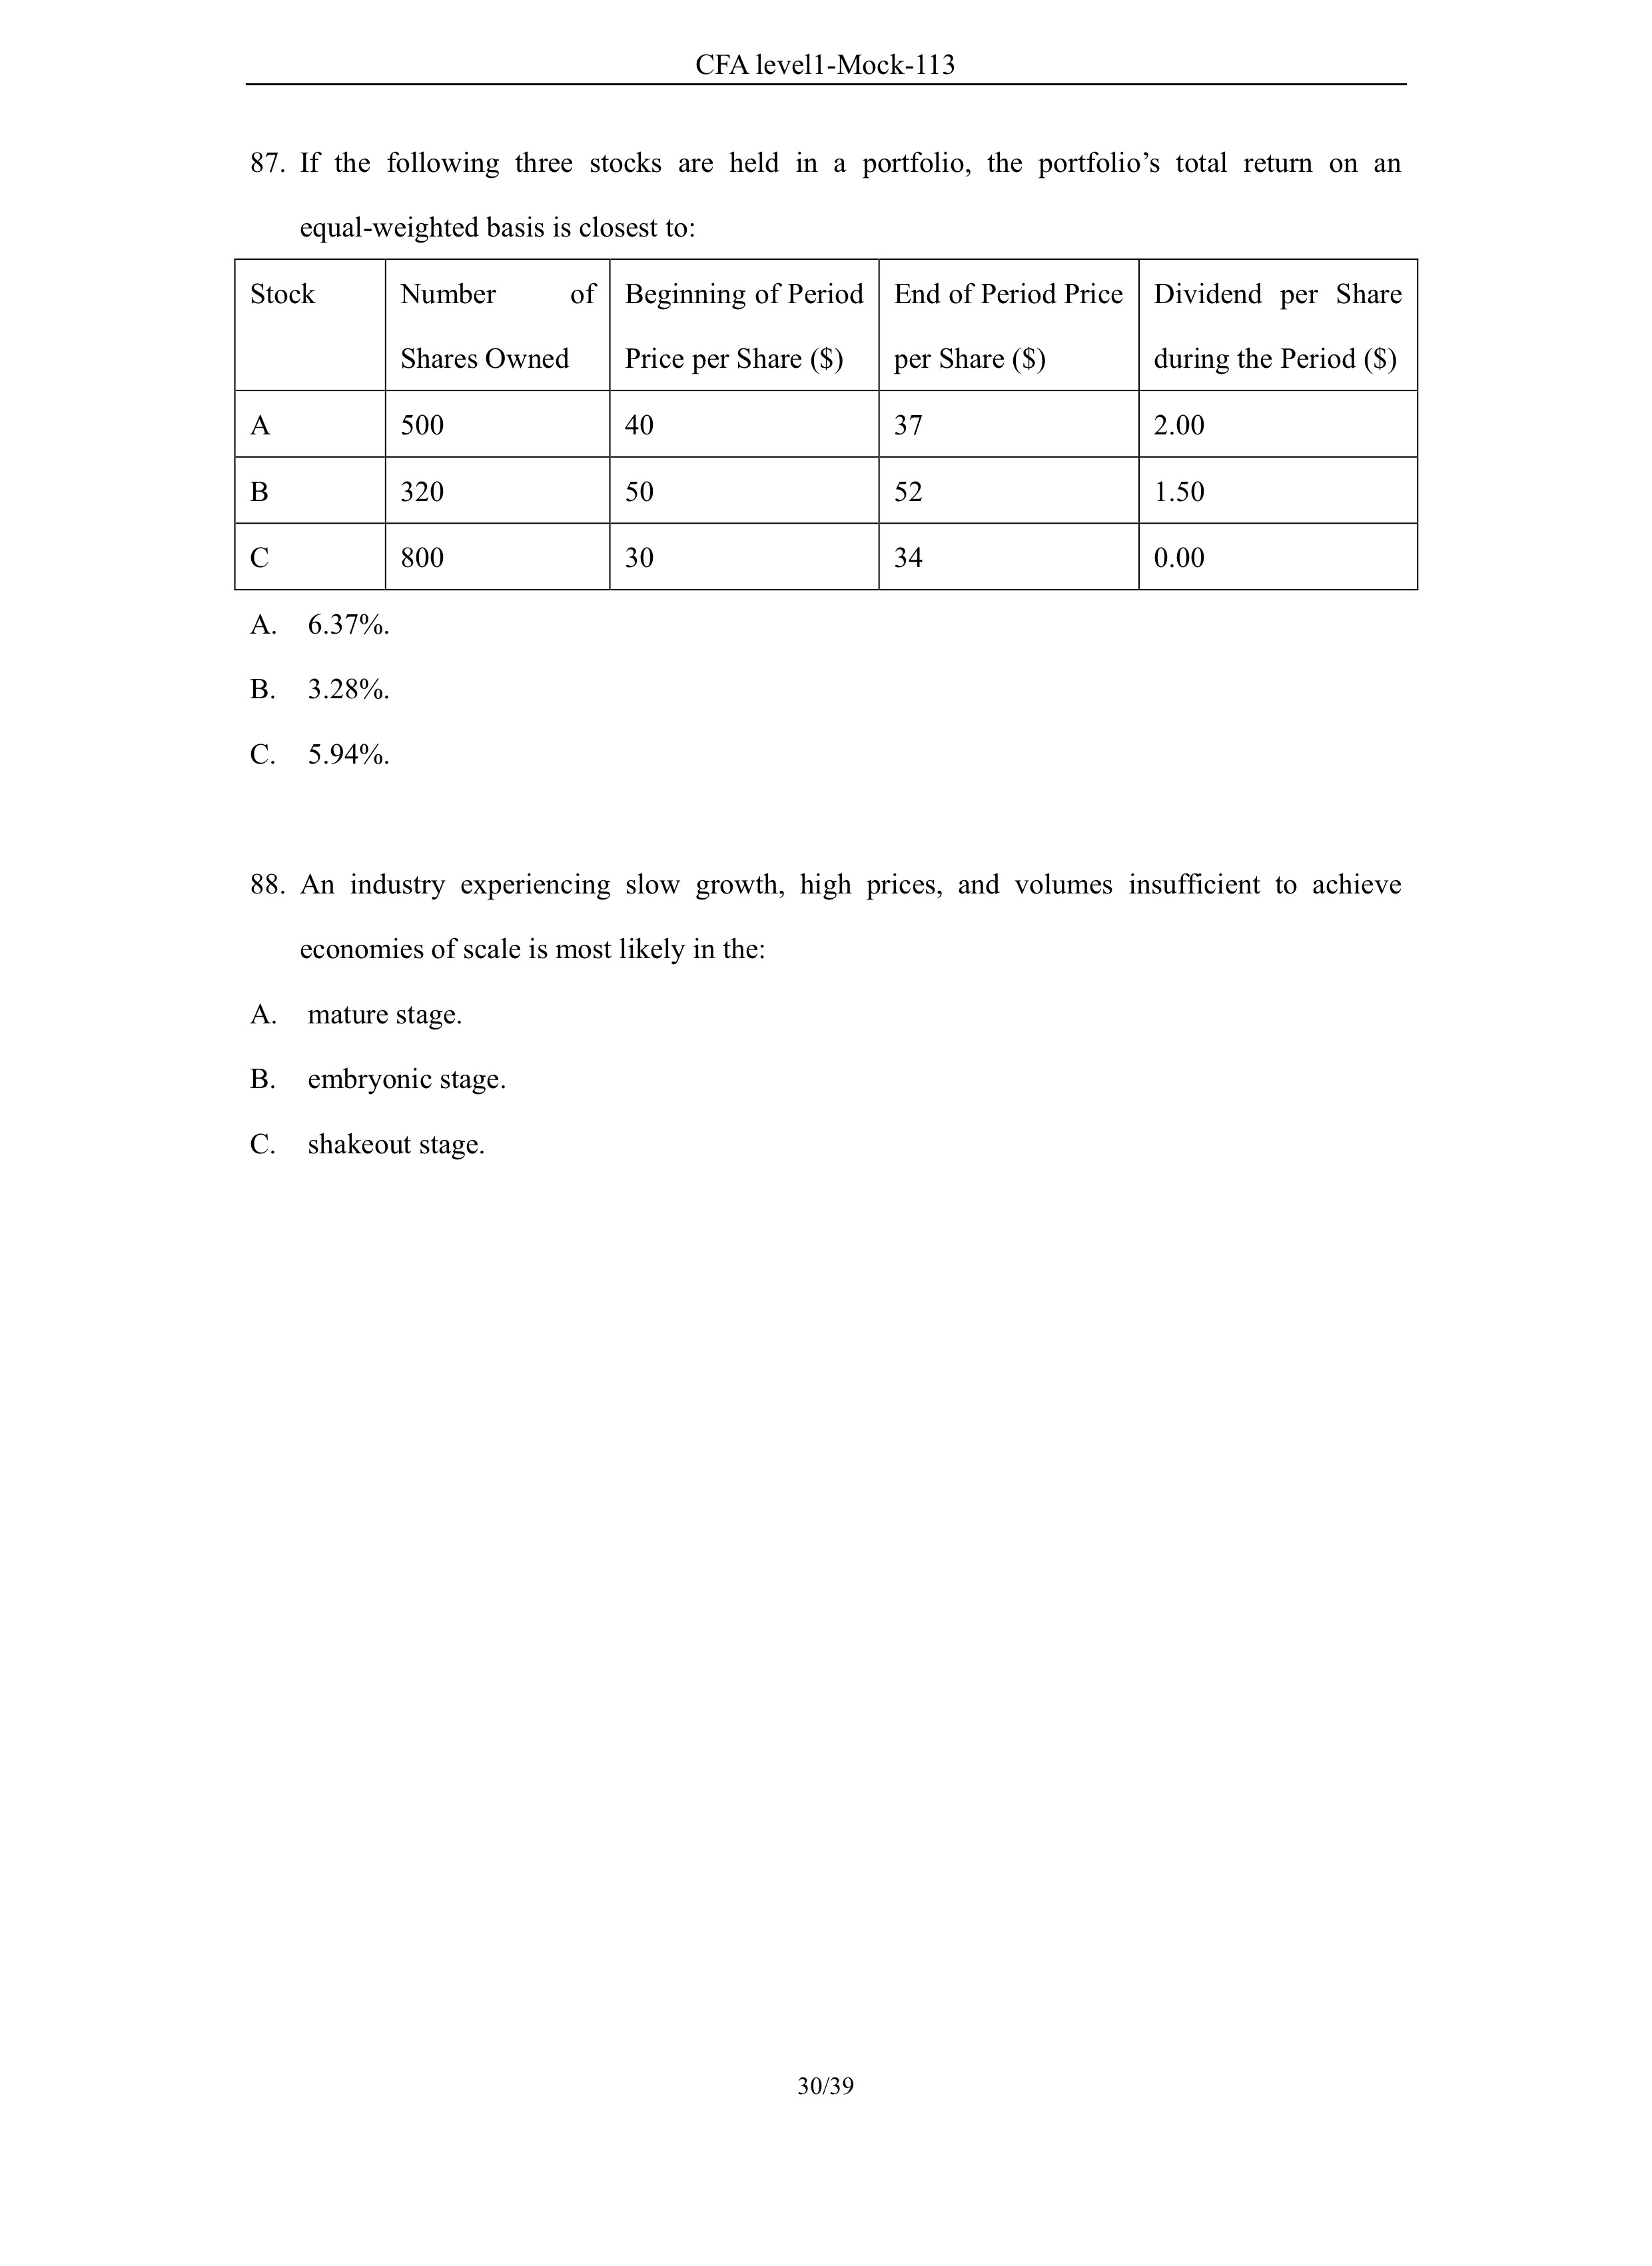 CFA level1-Mock-113
87. If the following three stocks are held in a portfolio, the portfolio’s total return on an
equal-weighted basis is closest to:
Stock Number of Beginning of Period End of Period Price Dividend per Share
Shares Owned Price per Share ($) per Share ($) during the Period ($)
A 500 40 37 2.00
B 320 50 52 1.50
C 800 30 34 0.00
A. 6.37%.
B. 3.28%.
C. 5.94%.
88. An industry experiencing slow growth, high prices, and volumes insufficient to achieve
economies of scale is most likely in the:
A. mature stage.
B. embryonic stage.
C. shakeout stage.
30/39